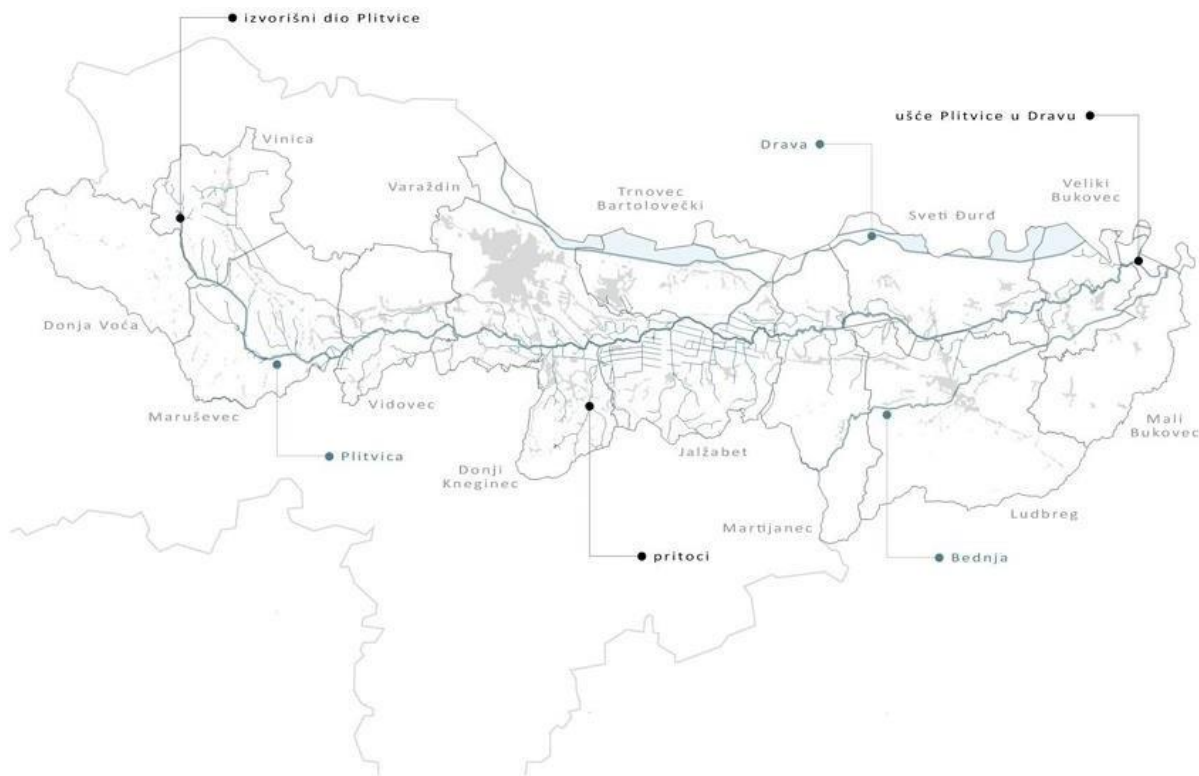 izvorišni dio Plitvice
ušće Plitvice u Dravu
Vinica
Drava
Varaždin
Trnovec
Bartolovečki
Veliki
Bukovec
Sveti Đurđ
Donja Voća
Maruševec
Vidovec
Plitvica
Donji
Kneginec
Jalžabet
Mali
Bukovec
Martijanec
Ludbreg
pritoci
Bednja